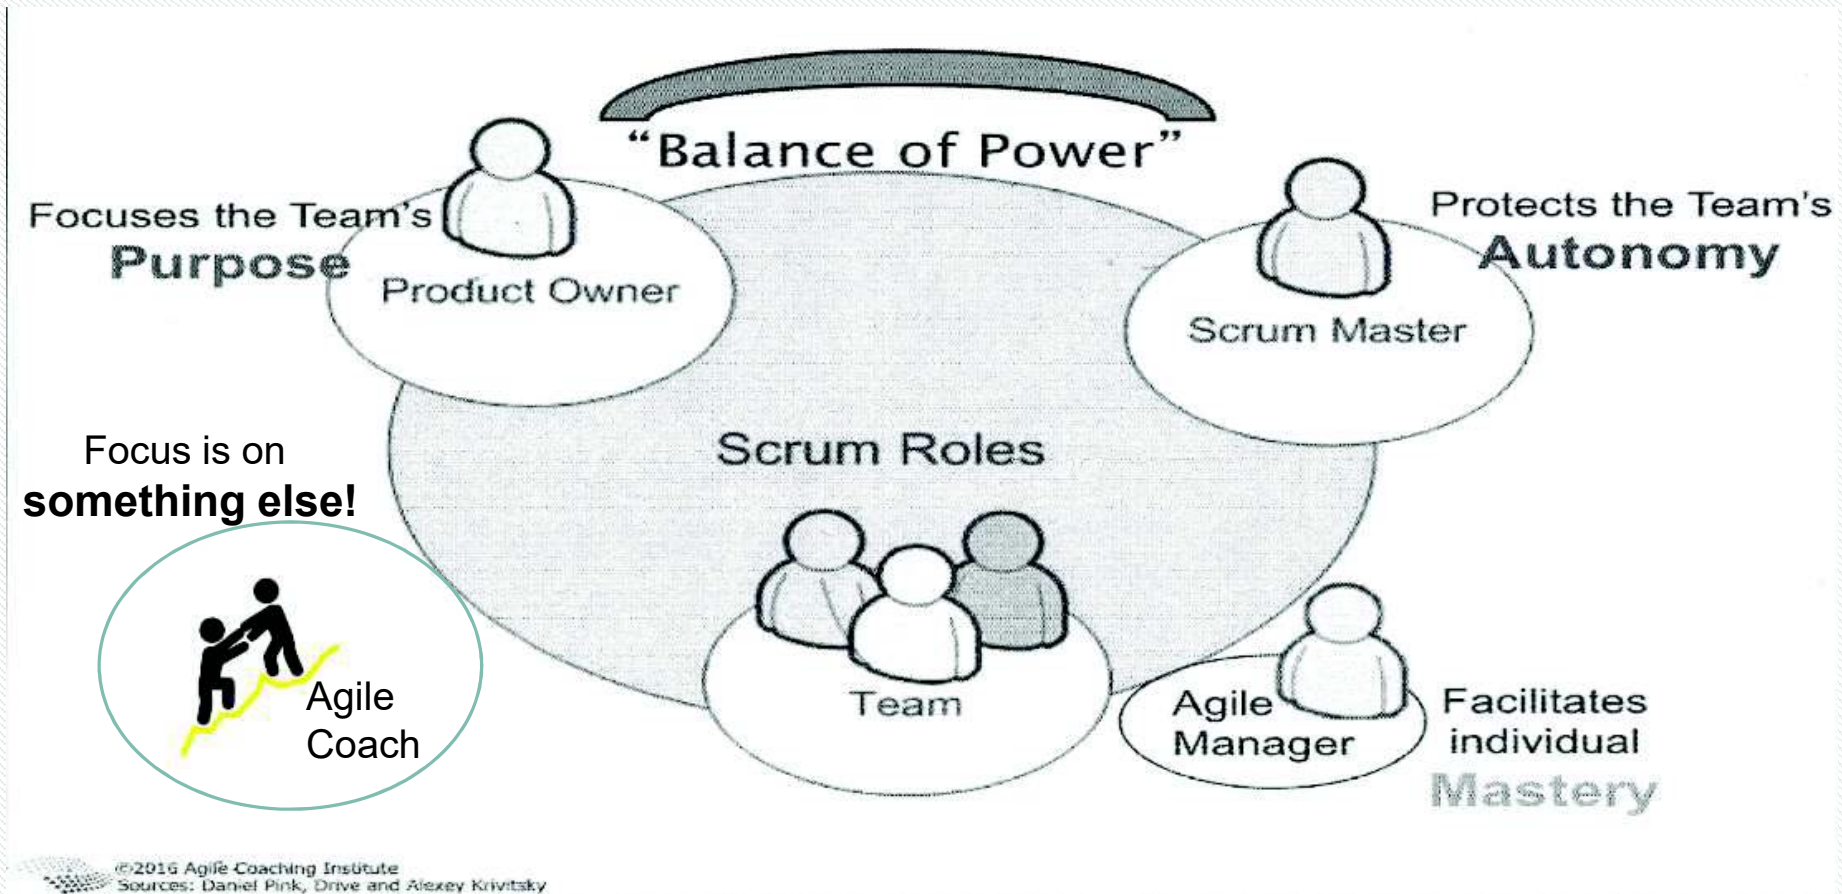 “Balance of Power”
Focuses the Team's
Purpose
Product Owner
Protects the Team's
Autonomy
Scrum Master
Scrum Roles
Focus is on
something else!
Agile
Coach
Team
Agile
Manager
Facilitates
individual
Mastery
©2016 Agile Coaching Institute
Sources: Daniel Pink, Drive and Alexey Krivitsky